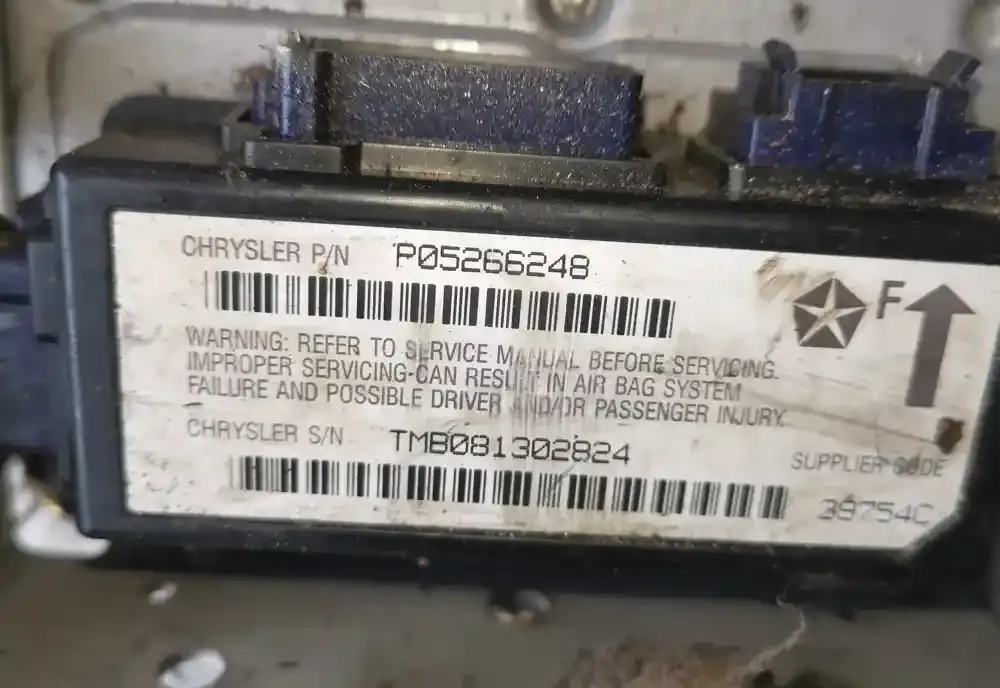 CHRYSLER P/N P05266248
F
WARNING: REFER TO SERVICE MANUAL BEFORE SERVICING.
IMPROPER SERVICING CAN RESULT IN AIR BAG SYSTEM
FAILURE AND POSSIBLE DRIVER AND/OR PASSENGER INJURY.
CHRYSLER S/N TMB081302824
SUPPLIER CODE
39754C